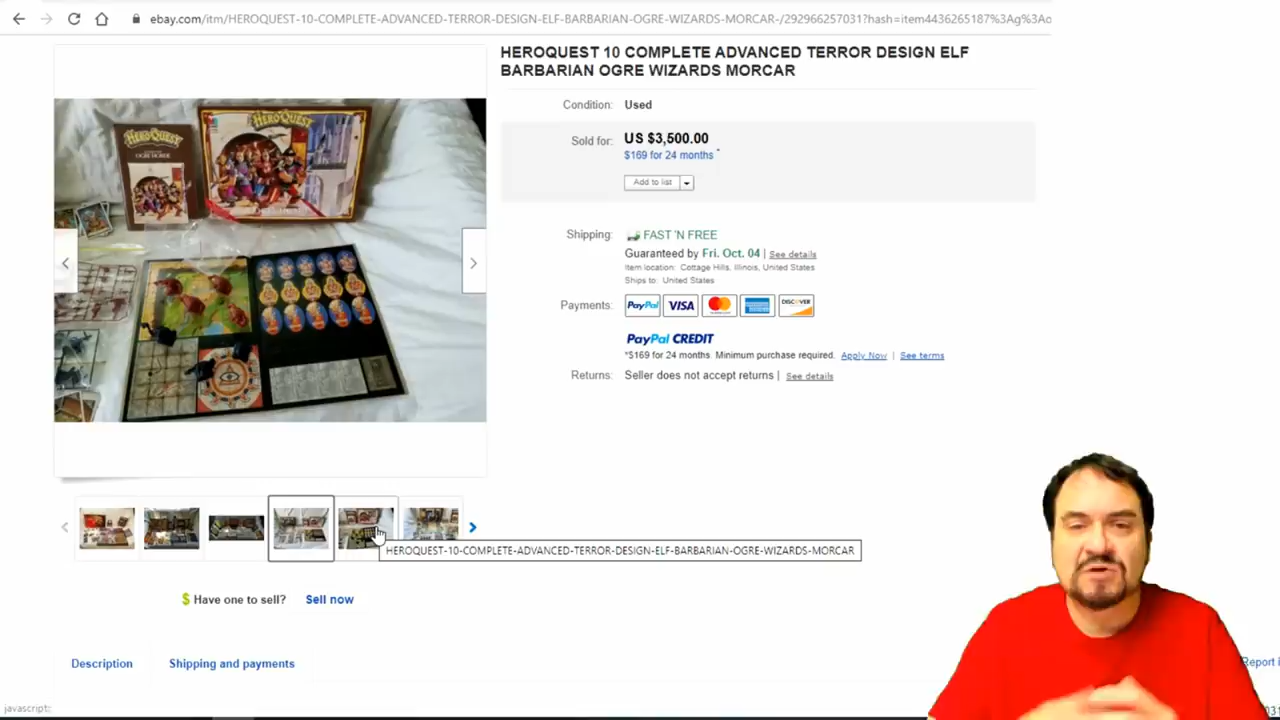 ebay.com/itm/HEROQUEST-10-COMPLETE-ADVANCED-TERROR-DESIGN-ELF-BARBARIAN-OGRE-WIZARDS-MORCAR-/292966257031?hash=item4436265187%3Ag%3Ao
HEROQUEST 10 COMPLETE ADVANCED TERROR DESIGN ELF
BARBARIAN OGRE WIZARDS MORCAR
Condition: Used
Sold for: US $3,500.00
$169 for 24 months *
Add to list
HEROQUEST
HEROQUEST
Shipping: FAST 'N FREE
Guaranteed by Fri. Oct. 04 | See details
Item location: Cottage Hills, Illinois, United States
Ships to: United States
Payments: PayPal VISA MasterCard DISCOVER
PayPal CREDIT
*$169 for 24 months. Minimum purchase required. Apply Now | See terms
Returns: Seller does not accept returns | See details
HEROQUEST-10-COMPLETE-ADVANCED-TERROR-DESIGN-ELF-BARBARIAN-OGRE-WIZARDS-MORCAR
$ Have one to sell? Sell now
Description
Shipping and payments
Report i
javascript: